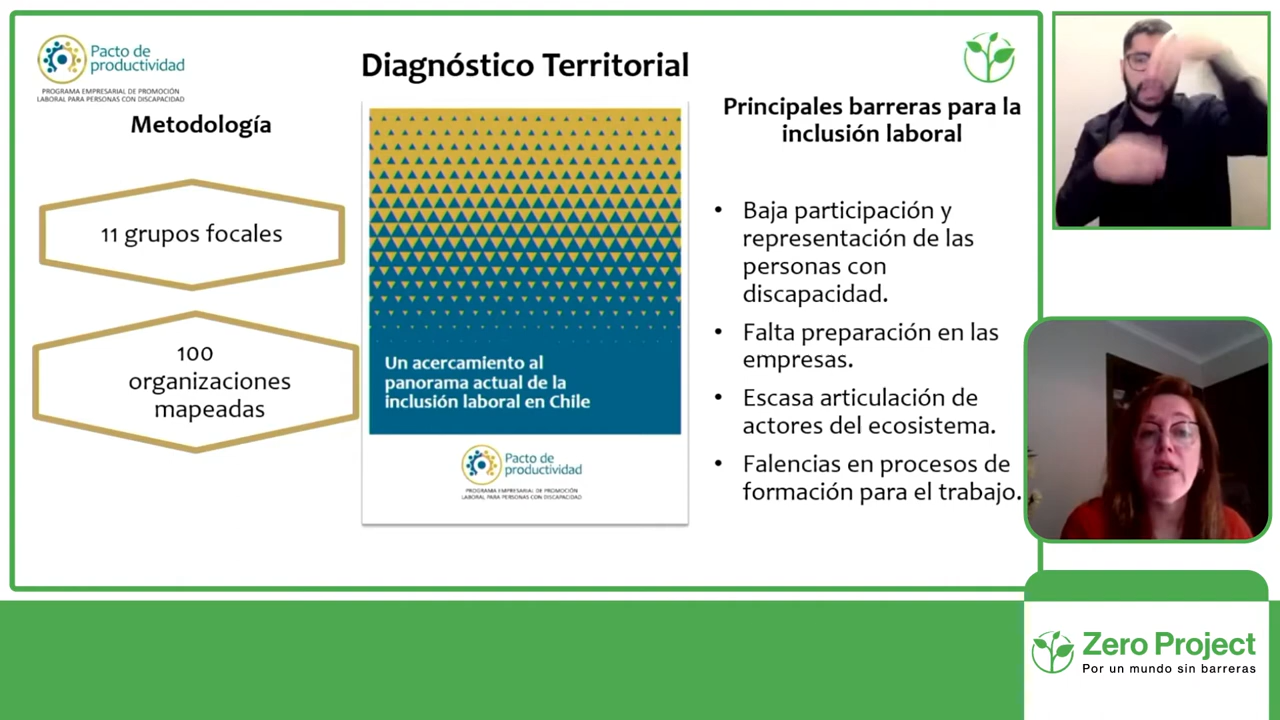 Pacto de
productividad
PROGRAMA EMPRESARIAL DE PROMOCIÓN
LABORAL PARA PERSONAS CON DISCAPACIDAD
Diagnóstico Territorial
Metodología
11 grupos focales
100
organizaciones
mapeadas
Un acercamiento al
panorama actual de la
inclusión laboral en Chile
Pacto de
productividad
PROGRAMA EMPRESARIAL DE PROMOCIÓN
LABORAL PARA PERSONAS CON DISCAPACIDAD
Principales barreras para la
inclusión laboral
• Baja participación y
representación de las
personas con
discapacidad.
• Falta preparación en las
empresas.
• Escasa articulación de
actores del ecosistema.
• Falencias en procesos de
formación para el trabajo.
Zero Project
Por un mundo sin barreras